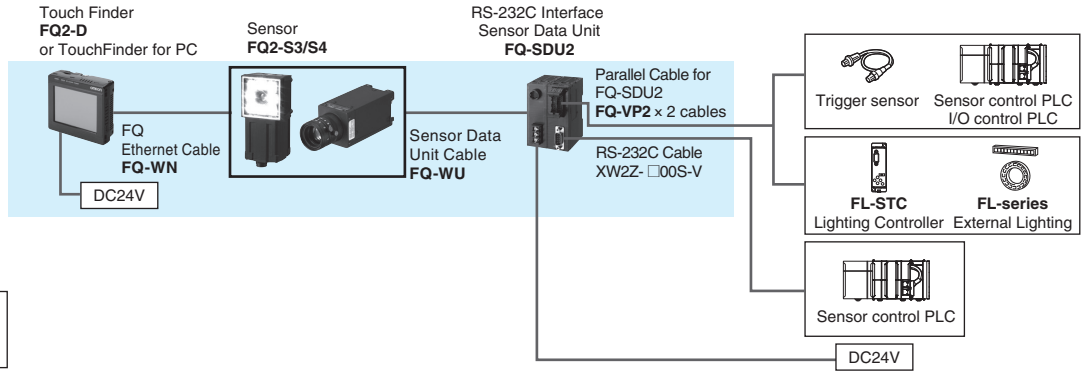 Touch Finder
FQ2-D
or TouchFinder for PC
Sensor
FQ2-S3/S4
RS-232C Interface
Sensor Data Unit
FQ-SDU2
FQ
Ethernet Cable
FQ-WN
DC24V
Sensor Data
Unit Cable
FQ-WU
Parallel Cable for
FQ-SDU2
FQ-VP2 × 2 cables
RS-232C Cable
XW2Z- □00S-V
Trigger sensor
Sensor control PLC
I/O control PLC
FL-STC
Lighting Controller
FL-series
External Lighting
Sensor control PLC
DC24V